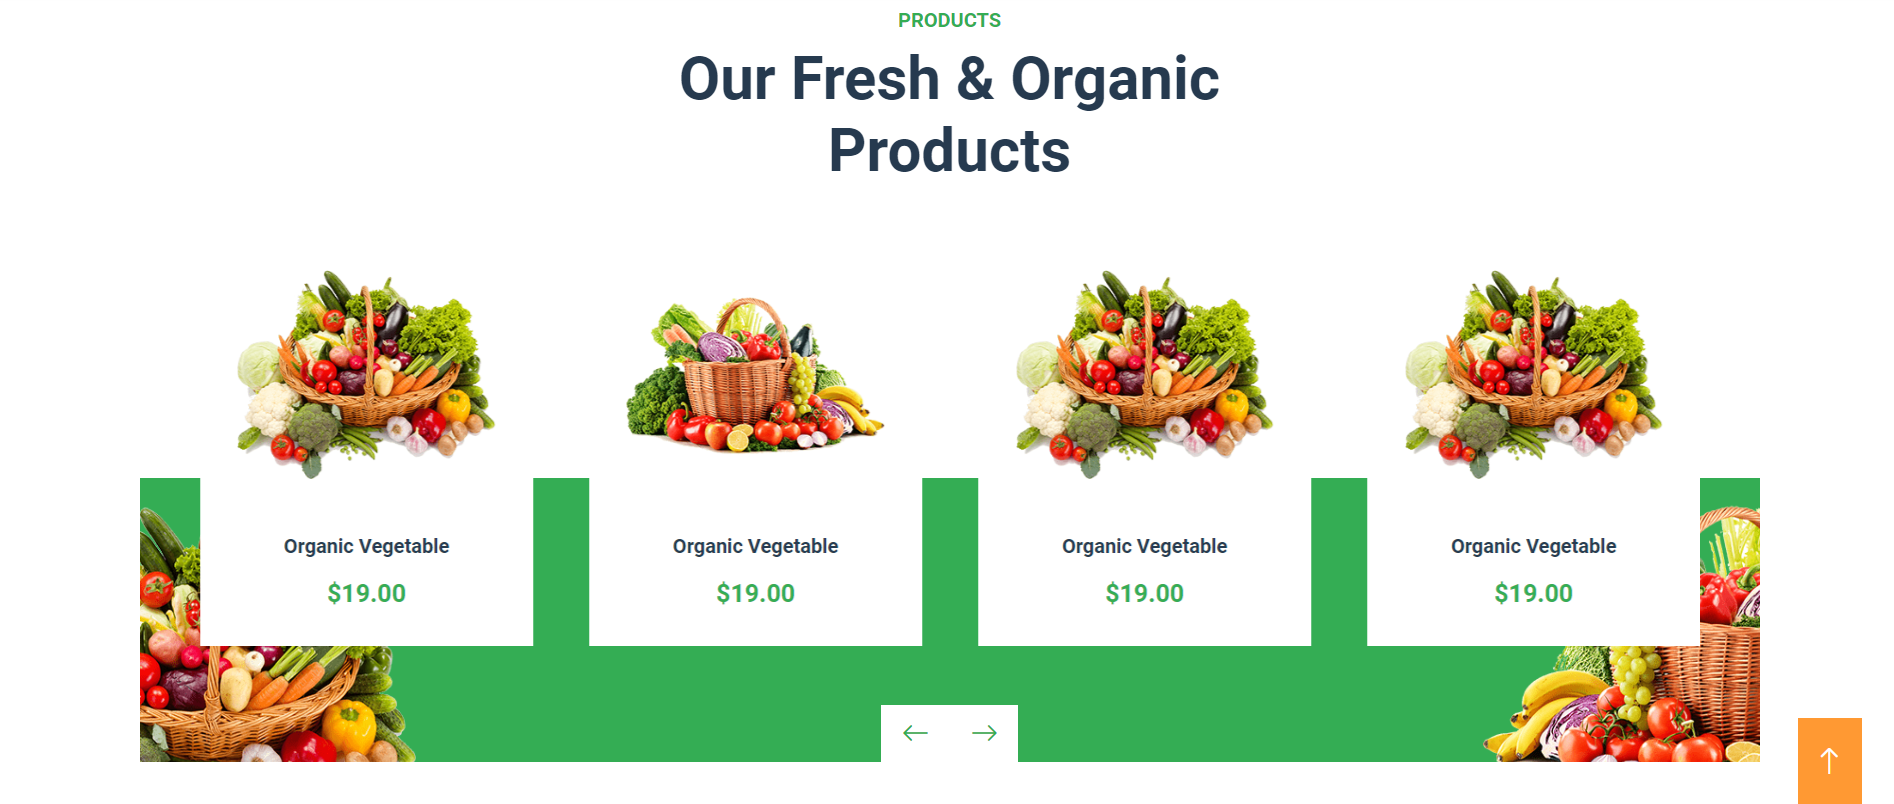 PRODUCTS
Our Fresh & Organic
Products
Organic Vegetable
$19.00
Organic Vegetable
$19.00
Organic Vegetable
$19.00
Organic Vegetable
$19.00